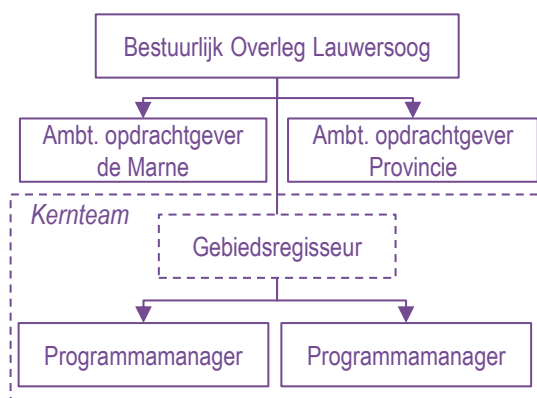 Bestuurlijk Overleg Lauwersoog
Ambt. opdrachtgever
de Marne
Ambt. opdrachtgever
Provincie
Kernteam
Gebiedsregisseur
Programmamanager
Programmamanager